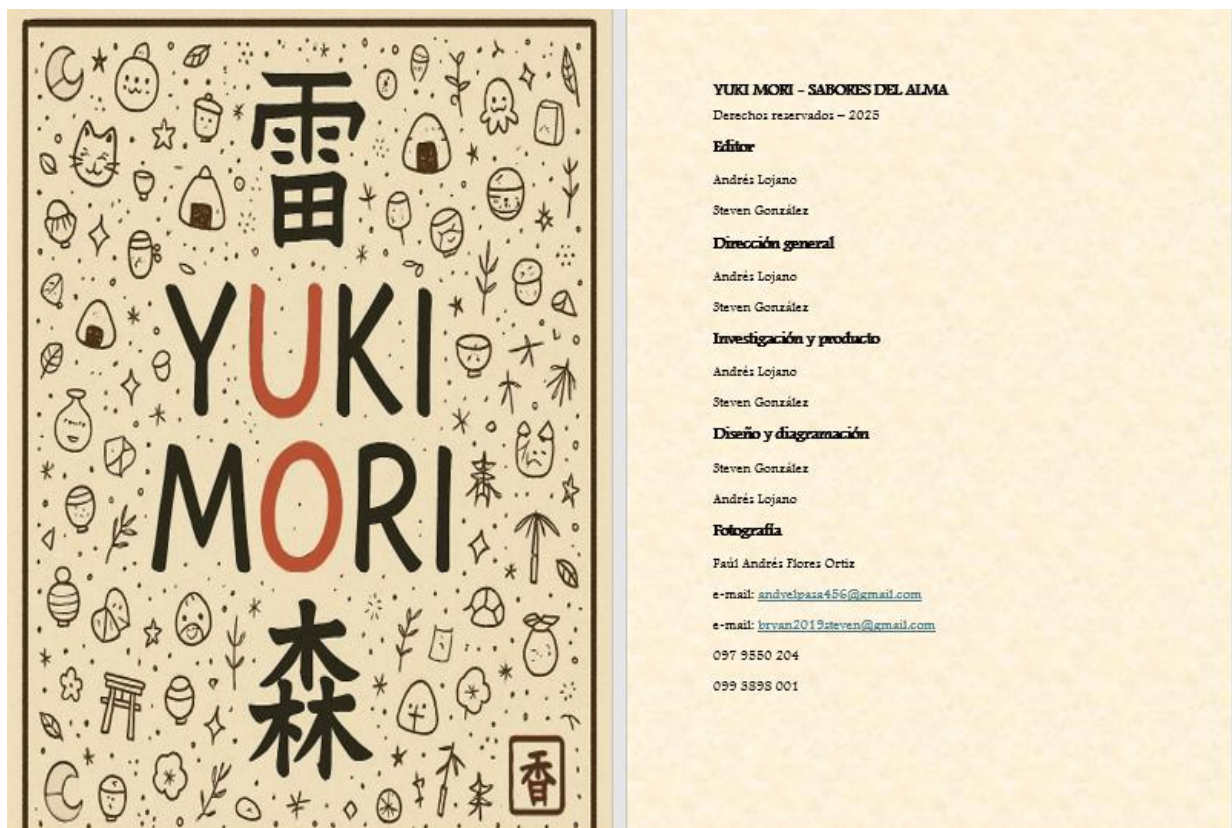 雷
YUKI
MORI
森
香
YUKI MORI – SABORES DEL ALMA
Derechos reservados – 2025
Editor
Andrés Lojano
Steven González
Dirección general
Andrés Lojano
Steven González
Investigación y producto
Andrés Lojano
Steven González
Diseño y diagramación
Steven González
Andrés Lojano
Fotografía
Paúl Andrés Flores Ortiz
e-mail: andvelpasa456@gmail.com
e-mail: bryan2019steven@gmail.com
097 9550 204
099 3898 001